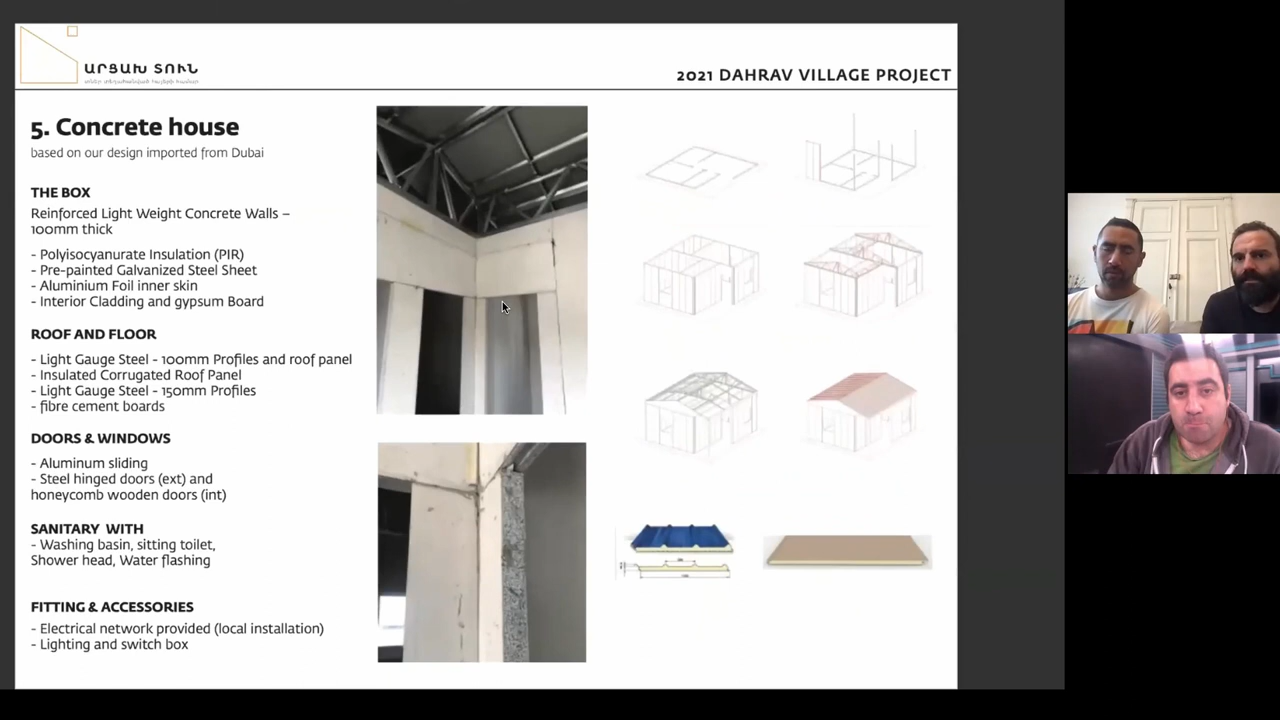 ԱՐՑԱԽ ՏՈՒՆ
2021 DAHRAV VILLAGE PROJECT
5. Concrete house
based on our design imported from Dubai
THE BOX
Reinforced Light Weight Concrete Walls –
100mm thick
- Polyisocyanurate Insulation (PIR)
- Pre-painted Galvanized Steel Sheet
- Aluminium Foil inner skin
- Interior Cladding and gypsum Board
ROOF AND FLOOR
- Light Gauge Steel - 100mm Profiles and roof panel
- Insulated Corrugated Roof Panel
- Light Gauge Steel - 150mm Profiles
- fibre cement boards
DOORS & WINDOWS
- Aluminum sliding
- Steel hinged doors (ext) and
honeycomb wooden doors (int)
SANITARY WITH
- Washing basin, sitting toilet,
Shower head, Water flashing
FITTING & ACCESSORIES
- Electrical network provided (local installation)
- Lighting and switch box